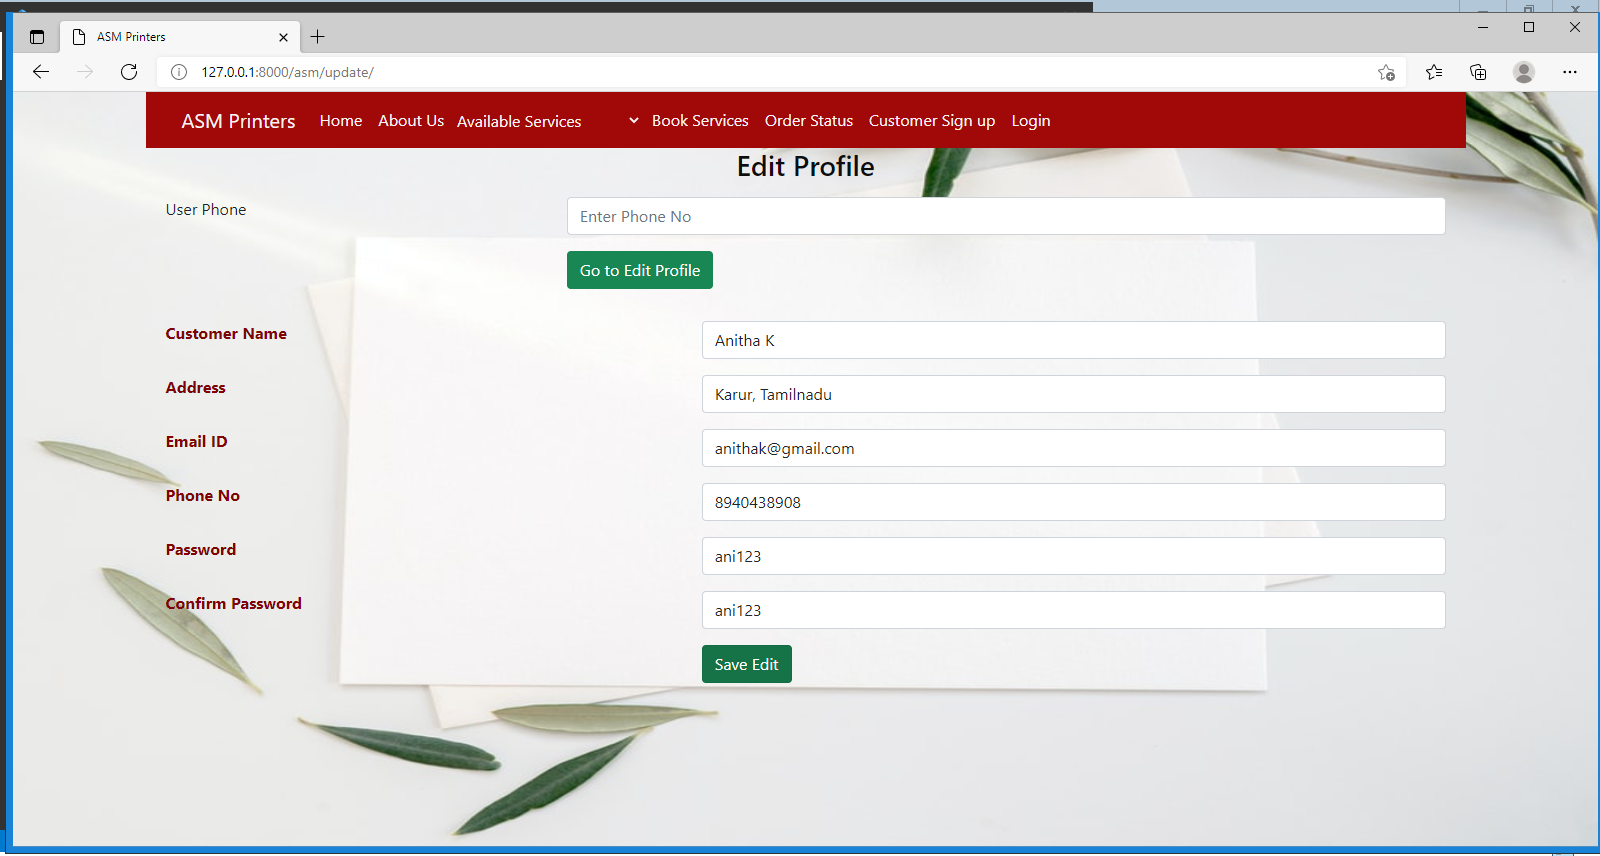 ASM Printers
127.0.0.1:8000/asm/update/
ASM Printers Home About Us Available Services Book Services Order Status Customer Sign up Login
Edit Profile
User Phone Enter Phone No
Go to Edit Profile
Customer Name Anitha K
Address Karur, Tamilnadu
Email ID anithak@gmail.com
Phone No 8940438908
Password ani123
Confirm Password ani123
Save Edit